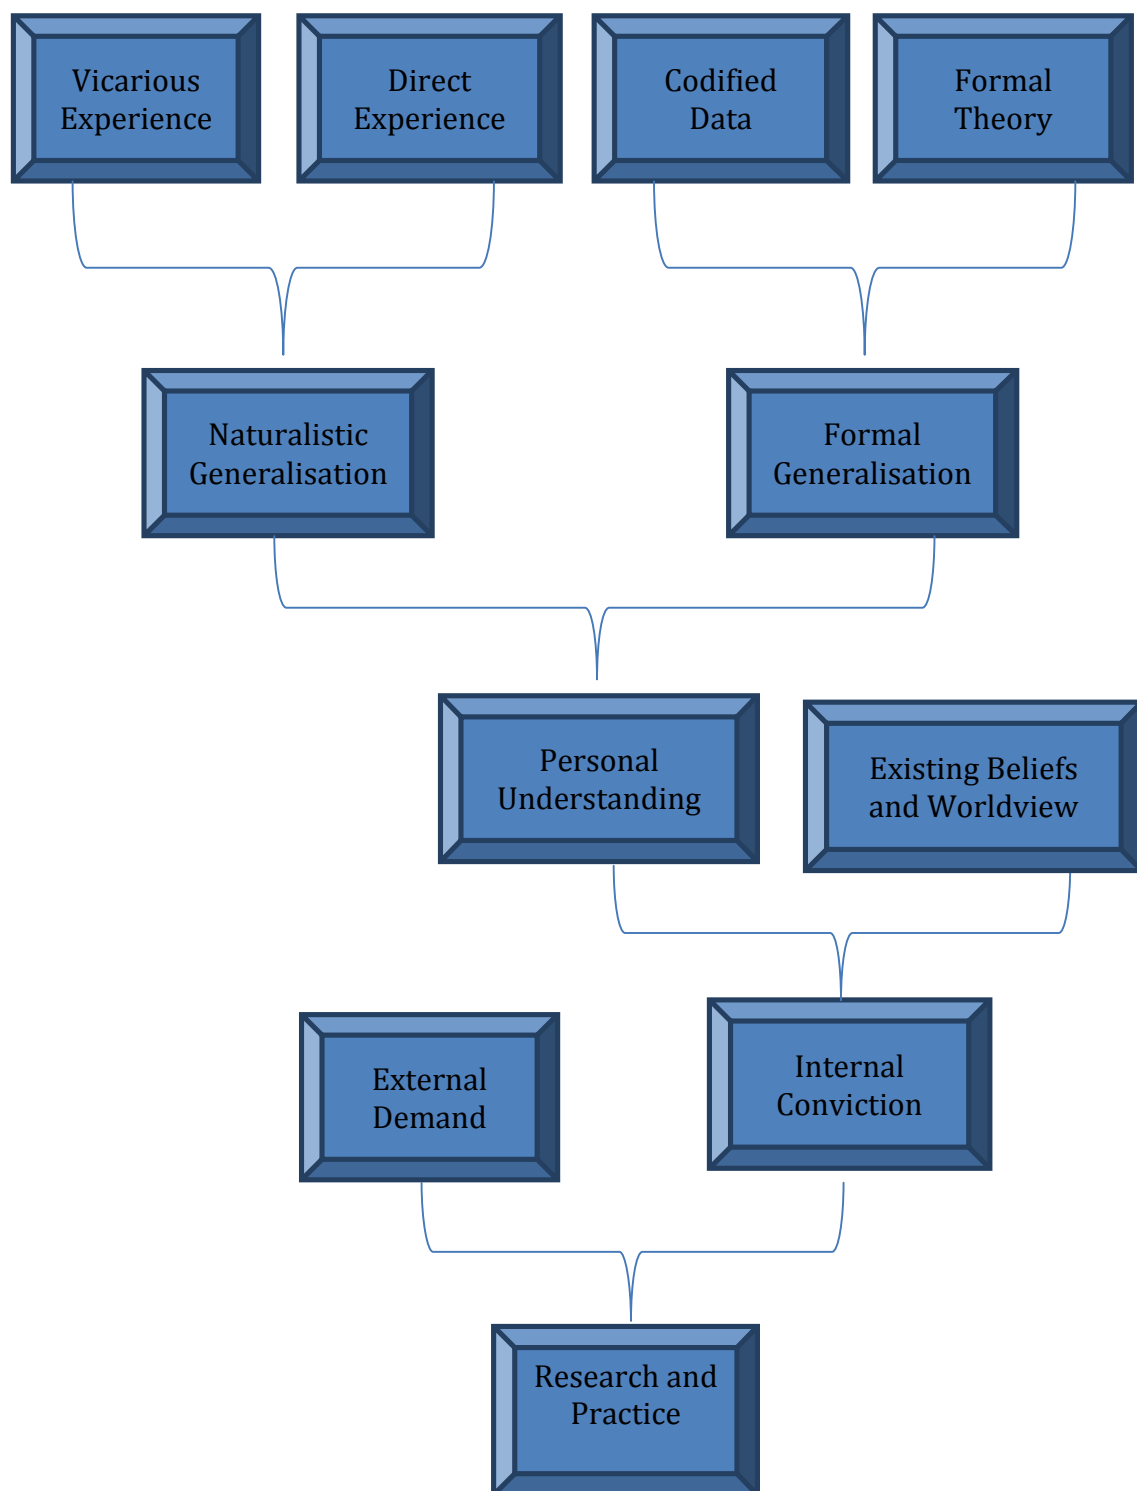 Vicarious
Experience
Direct
Experience
Codified
Data
Formal
Theory
Naturalistic
Generalisation
Formal
Generalisation
Personal
Understanding
Existing Beliefs
and Worldview
External
Demand
Internal
Conviction
Research and
Practice